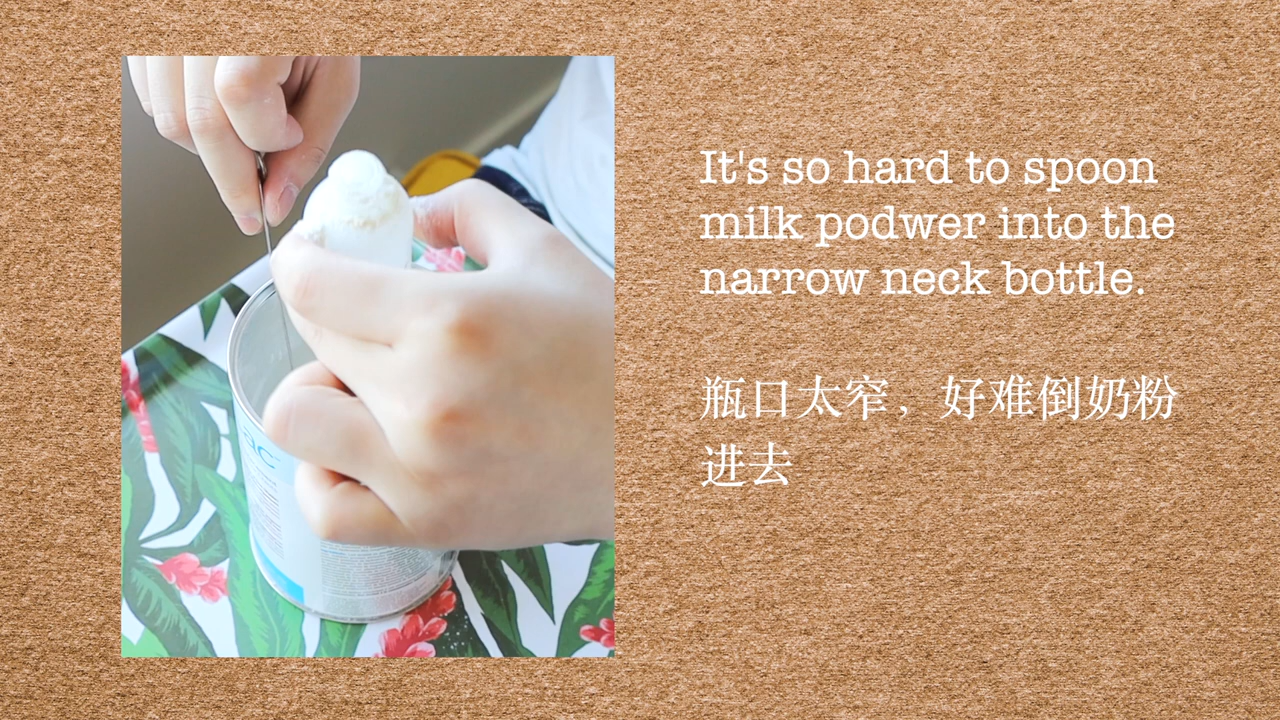 It's so hard to spoon
milk podwer into the
narrow neck bottle.
瓶口太窄，好难倒奶粉
进去
ac